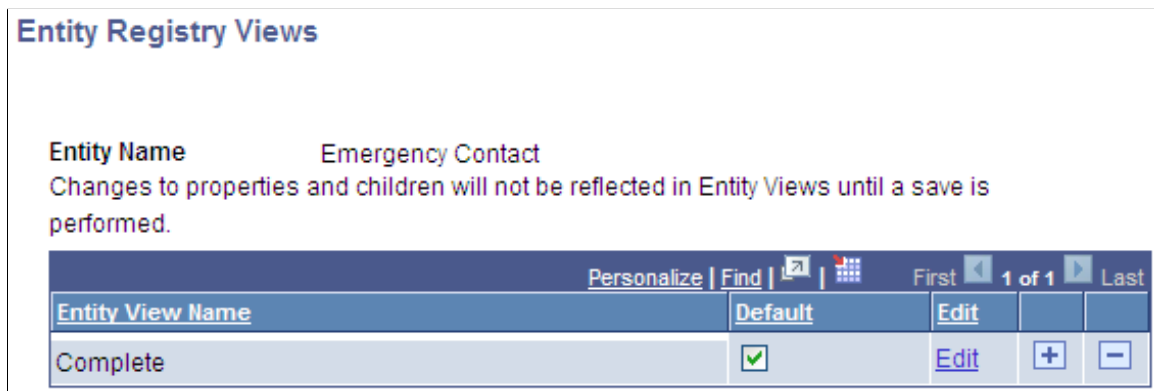 Entity Registry Views
Entity Name Emergency Contact
Changes to properties and children will not be reflected in Entity Views until a save is
performed.
Personalize | Find | | First 1 of 1 Last
Entity View Name Default Edit
Complete Edit